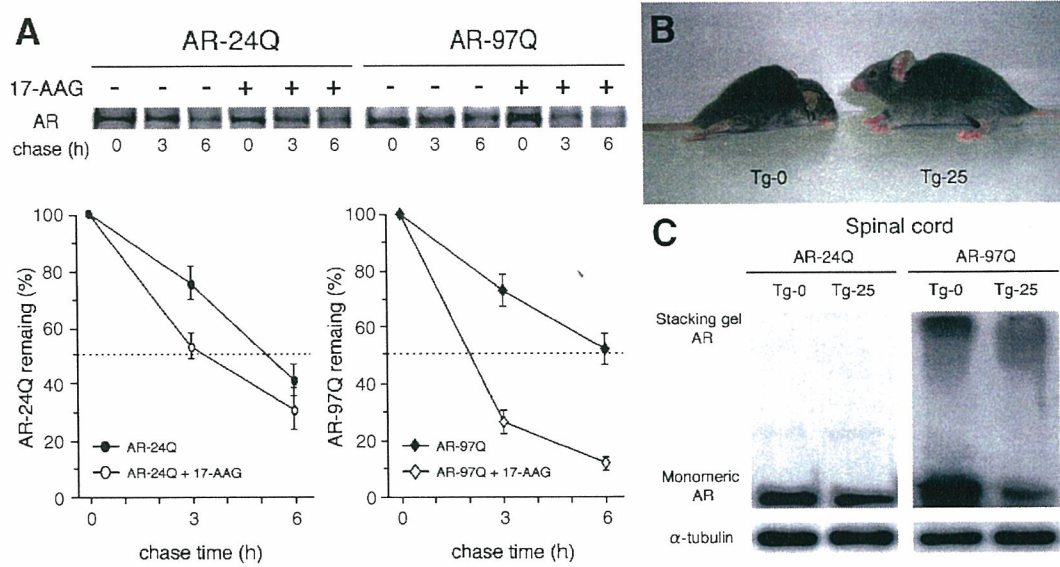 A
AR-24Q AR-97Q
17-AAG - - - + + + - - - + + +
AR
chase (h) 0 3 6 0 3 6 0 3 6 0 3 6
AR-24Q remaing (%)
100
80
60
40
20
0
AR-24Q
AR-24Q + 17-AAG
0 3 6
chase time (h)
AR-97Q remaing (%)
100
80
60
40
20
0
AR-97Q
AR-97Q + 17-AAG
0 3 6
chase time (h)
B
Tg-0 Tg-25
C
Spinal cord
AR-24Q AR-97Q
Tg-0 Tg-25 Tg-0 Tg-25
Stacking gel
AR
Monomeric
AR
α-tubulin